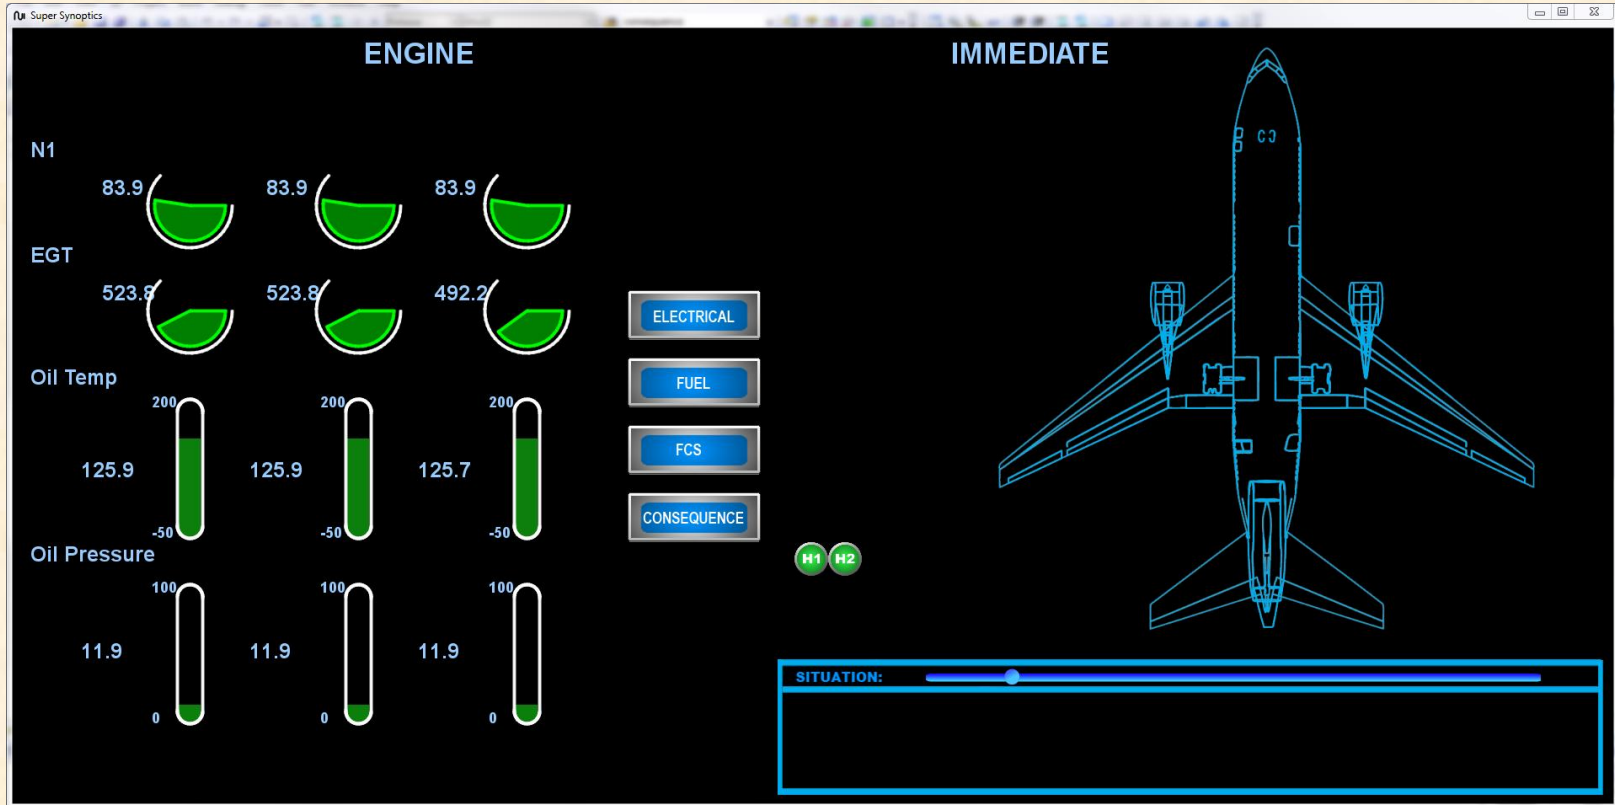 Super Synoptics
ENGINE
IMMEDIATE
N1
83.9 83.9 83.9
EGT
523.8 523.8 492.2
Oil Temp
200 200 200
125.9 125.9 125.7
-50 -50 -50
Oil Pressure
100 100 100
11.9 11.9 11.9
0 0 0
ELECTRICAL
FUEL
FCS
CONSEQUENCE
H1 H2
SITUATION: